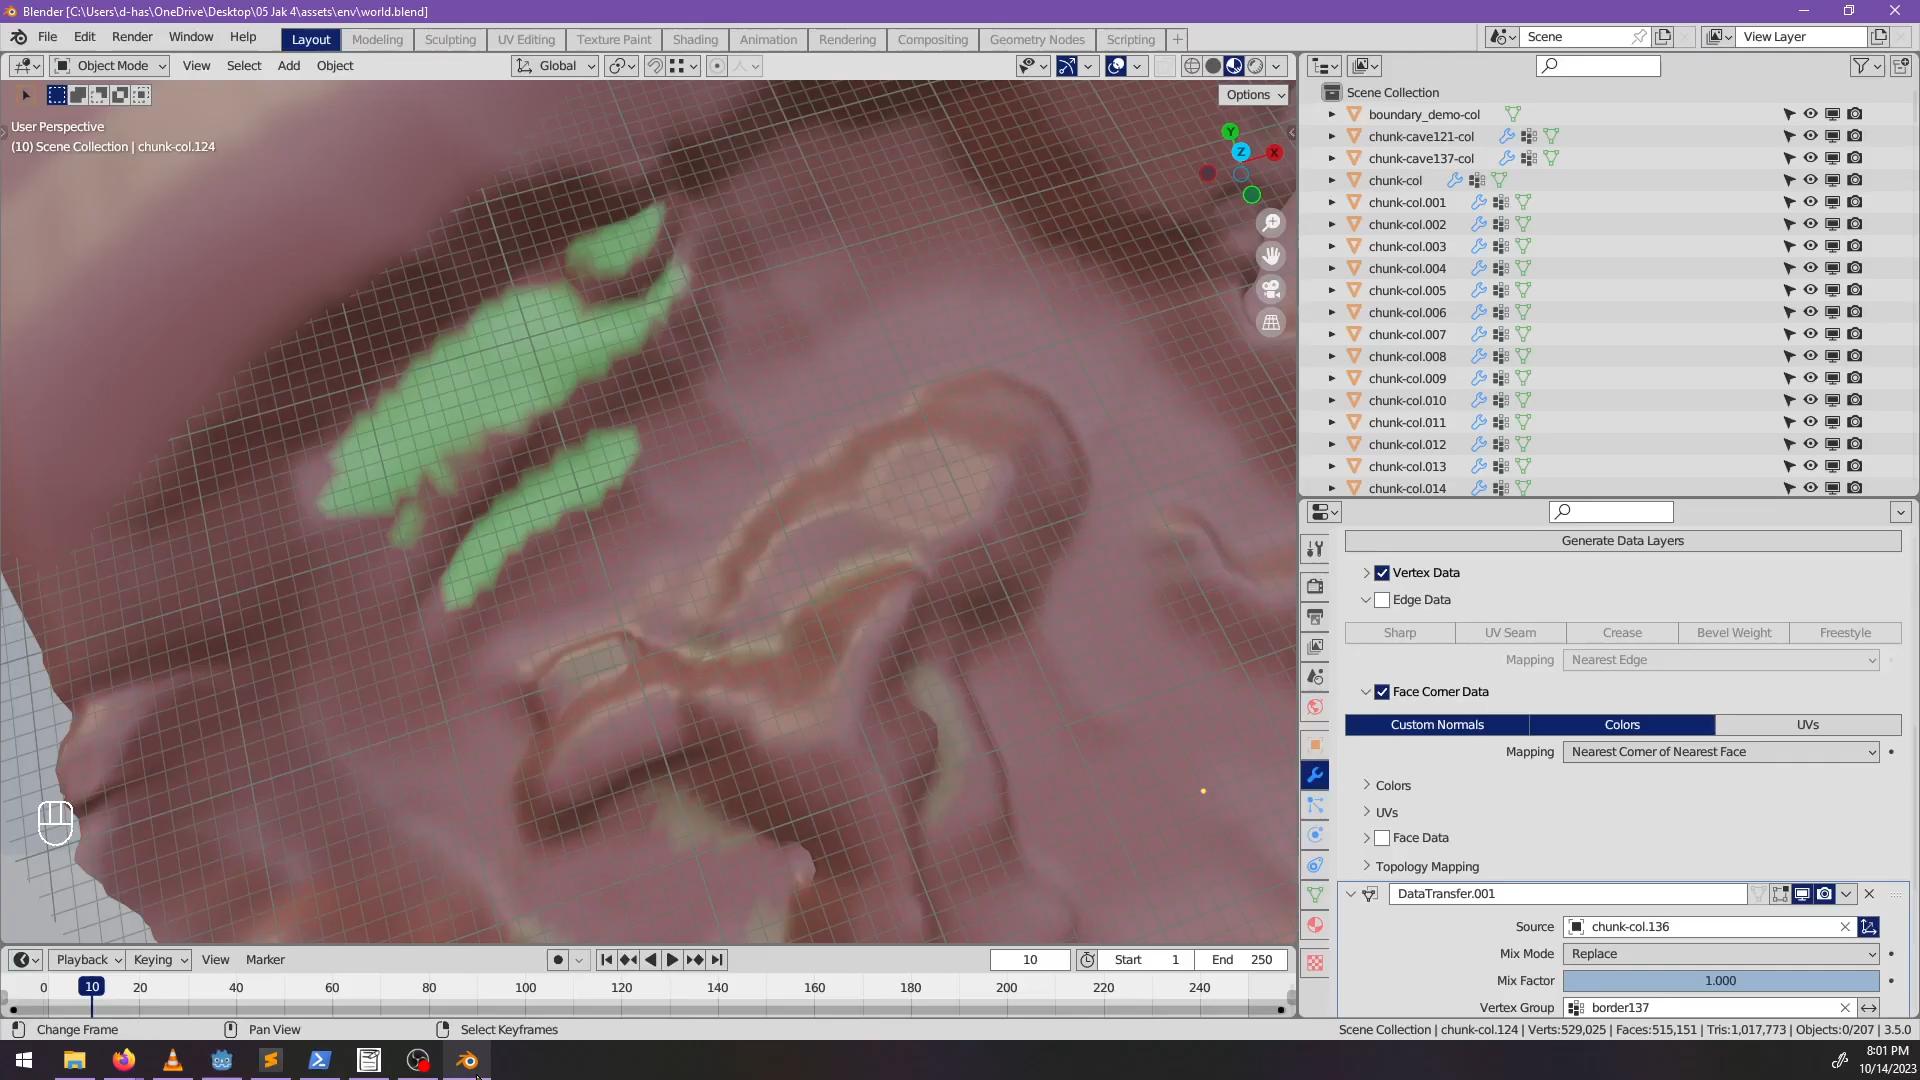 Blender [C:\Users\d-has\OneDrive\Desktop\05 Jak 4\assets\env\world.blend]
File Edit Render Window Help Layout Modeling Sculpting UV Editing Texture Paint Shading Animation Rendering Compositing Geometry Nodes Scripting + Scene View Layer
Object Mode View Select Add Object Global
Options
User Perspective
(10) Scene Collection | chunk-col.124
Y
Z
X
Scene Collection
boundary_demo-col
chunk-cave121-col
chunk-cave137-col
chunk-col
chunk-col.001
chunk-col.002
chunk-col.003
chunk-col.004
chunk-col.005
chunk-col.006
chunk-col.007
chunk-col.008
chunk-col.009
chunk-col.010
chunk-col.011
chunk-col.012
chunk-col.013
chunk-col.014
Generate Data Layers
Vertex Data
Edge Data
Sharp UV Seam Crease Bevel Weight Freestyle
Mapping Nearest Edge
Face Corner Data
Custom Normals Colors UVs
Mapping Nearest Corner of Nearest Face
Colors
UVs
Face Data
Topology Mapping
DataTransfer.001
Source chunk-col.136
Mix Mode Replace
Mix Factor 1.000
Vertex Group border137
Playback Keying View Marker 10 Start 1 End 250
0 10 20 40 60 80 100 120 140 160 180 200 220 240
Change Frame Pan View Select Keyframes
Scene Collection | chunk-col.124 | Verts:529,025 | Faces:515,151 | Tris:1,017,773 | Objects:0/207 | 3.5.0
8:01 PM
10/14/2023